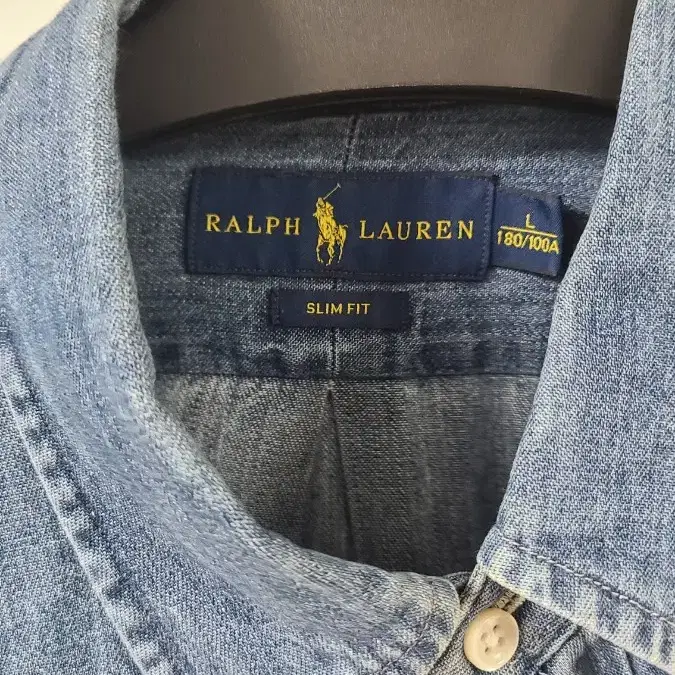 RALPH LAUREN
L
180/100A
SLIM FIT